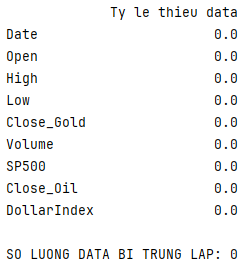 Ty le thieu data
Date 0.0
Open 0.0
High 0.0
Low 0.0
Close_Gold 0.0
Volume 0.0
SP500 0.0
Close_Oil 0.0
DollarIndex 0.0
SO LUONG DATA BI TRUNG LAP: 0